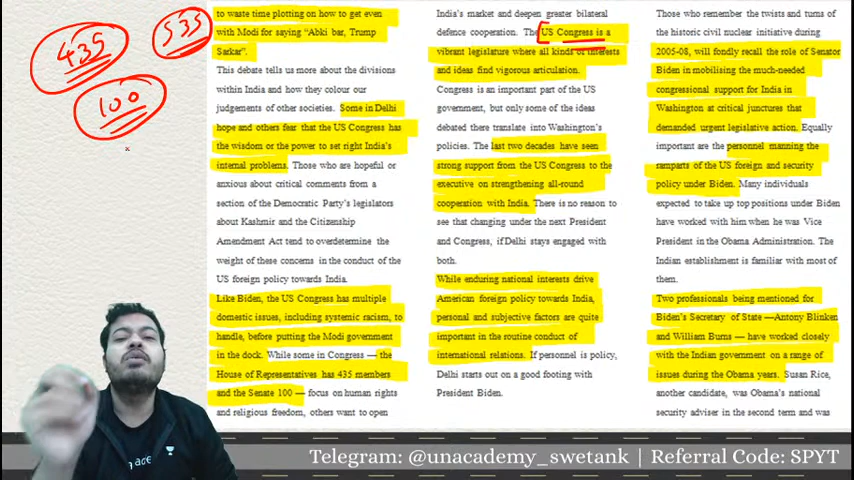 435
535
100
to waste time plotting on how to get even
with Modi for saying "Abki bar, Trump
Sarkar".
This debate tells us more about the divisions
within India and how they colour our
judgements of other societies. Some in Delhi
hope and others fear that the US Congress has
the wisdom or the power to set right India's
internal problems. Those who are hopeful or
anxious about critical comments from a
section of the Democratic Party's legislators
about Kashmir and the Citizenship
Amendment Act tend to overdetermine the
weight of these concerns in the conduct of the
US foreign policy towards India.
Like Biden, the US Congress has multiple
domestic issues, including systemic racism, to
handle, before putting the Modi government
in the dock. While some in Congress — the
House of Representatives has 435 members
and the Senate 100 — focus on human rights
and religious freedom, others want to open
India's market and deepen greater bilateral
defence cooperation. The US Congress is a
vibrant legislature where all kinds of interests
and ideas find vigorous articulation.
Congress is an important part of the US
government, but only some of the ideas
debated there translate into Washington's
policies. The last two decades have seen
strong support from the US Congress to the
executive on strengthening all-round
cooperation with India. There is no reason to
see that changing under the next President
and Congress, if Delhi stays engaged with
both.
While enduring national interests drive
American foreign policy towards India,
personal and subjective factors are quite
important in the routine conduct of
international relations. If personnel is policy,
Delhi starts out on a good footing with
President Biden.
Those who remember the twists and turns of
the historic civil nuclear initiative during
2005-08, will fondly recall the role of Senator
Biden in mobilising the much-needed
congressional support for India in
Washington at critical junctures that
demanded urgent legislative action. Equally
important are the personnel manning the
ramparts of the US foreign and security
policy under Biden. Many individuals
expected to take up top positions under Biden
have worked with him when he was Vice
President in the Obama Administration. The
Indian establishment is familiar with most of
them.
Two professionals being mentioned for
Biden's Secretary of State —Antony Blinken
and William Burns — have worked closely
with the Indian government on a range of
issues during the Obama years. Susan Rice,
another candidate, was Obama's national
security adviser in the second term and was
Telegram: @unacademy_swetank | Referral Code: SPYT